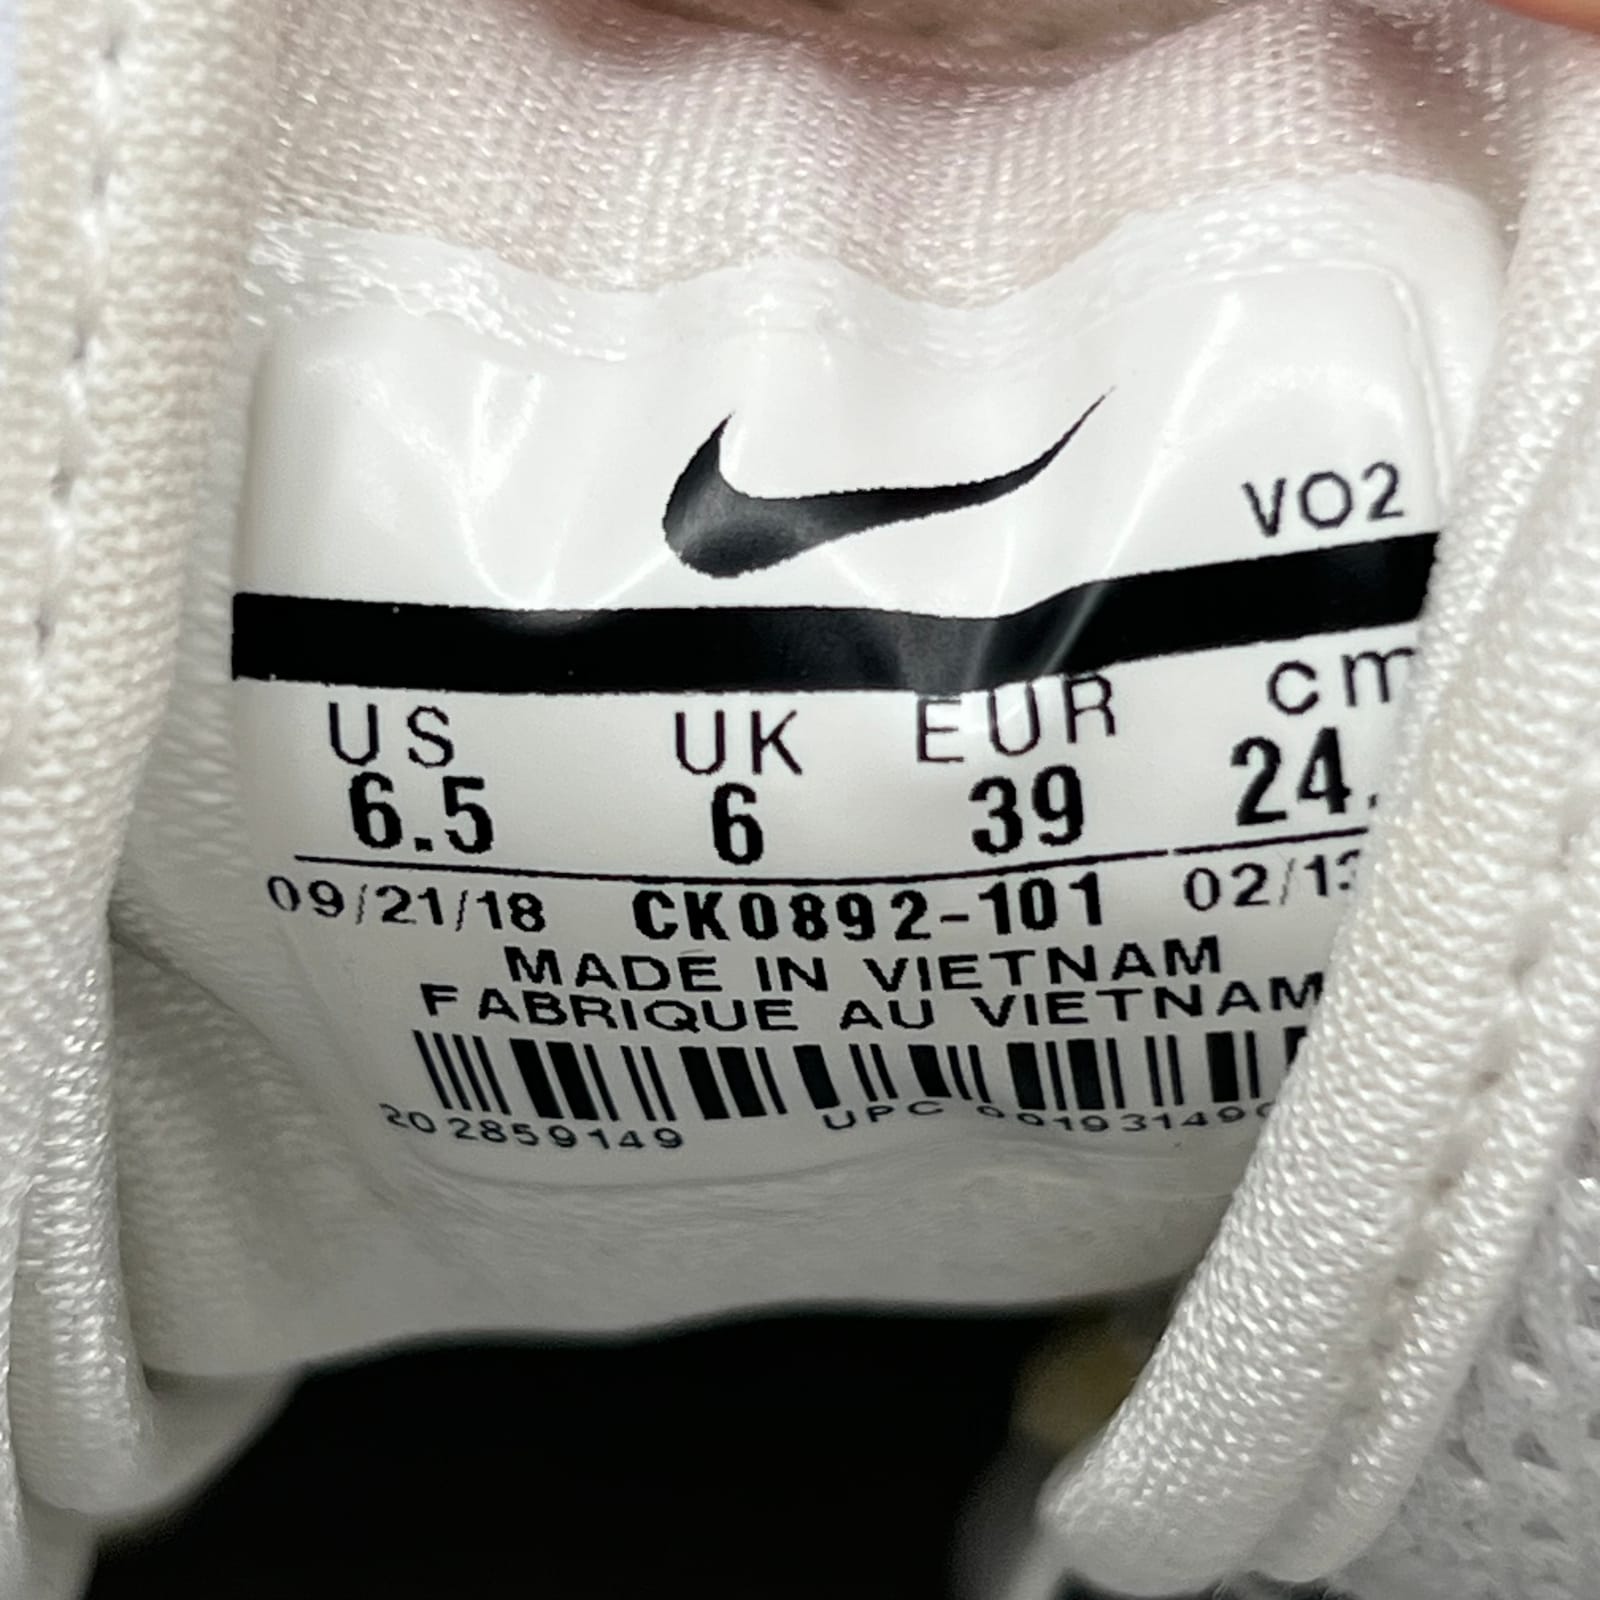 VO2
US UK EUR cm
6.5 6 39 24.
09/21/18 CK0892-101 02/13
MADE IN VIETNAM
FABRIQUE AU VIETNAM
202859149 UPC 00193149